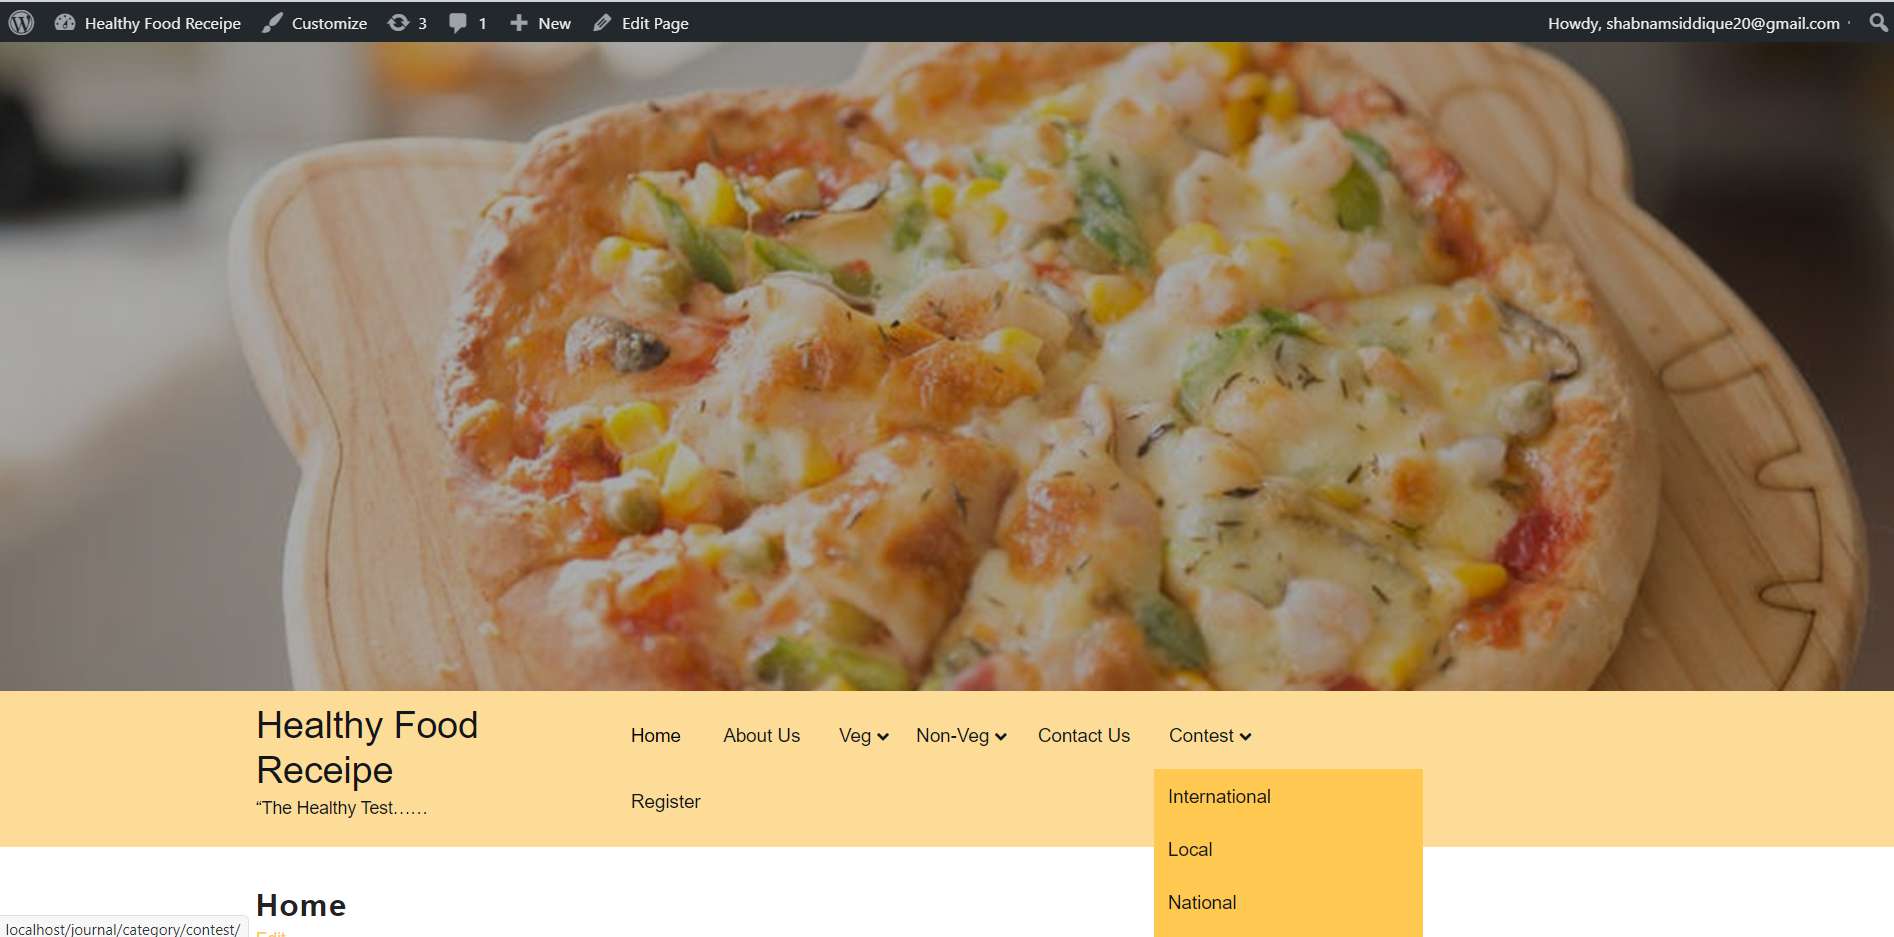 Healthy Food Receipe Customize 3 1 New Edit Page Howdy, shabnamsiddique20@gmail.com
Healthy Food
Receipe
“The Healthy Test……
Home About Us Veg Non-Veg Contact Us Contest
Register
International
Local
National
Home
Edit
localhost/journal/category/contest/